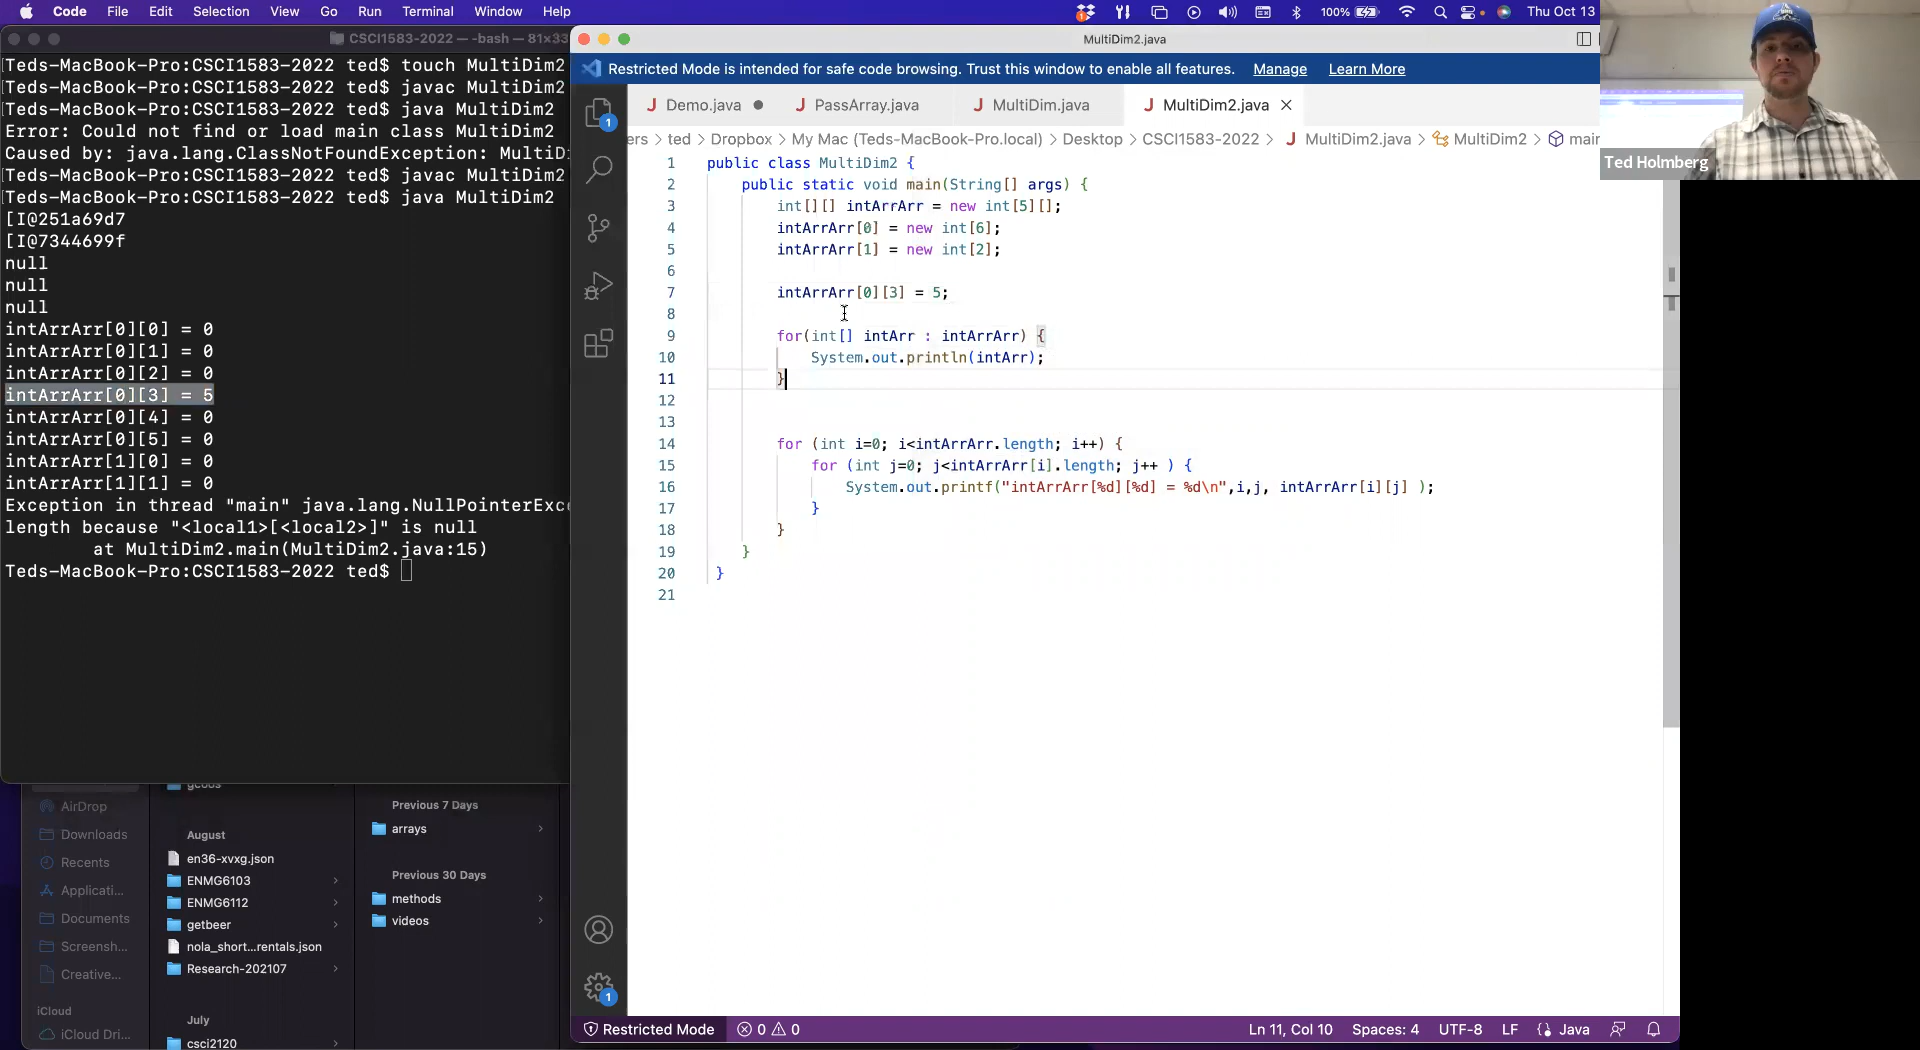 Code File Edit Selection View Go Run Terminal Window Help 100% Thu Oct 13
CSCI1583-2022 — -bash — 81×33
Teds-MacBook-Pro:CSCI1583-2022 ted$ touch MultiDim2
Teds-MacBook-Pro:CSCI1583-2022 ted$ javac MultiDim2
Teds-MacBook-Pro:CSCI1583-2022 ted$ java MultiDim2
Error: Could not find or load main class MultiDim2
Caused by: java.lang.ClassNotFoundException: MultiDi
Teds-MacBook-Pro:CSCI1583-2022 ted$ javac MultiDim2
Teds-MacBook-Pro:CSCI1583-2022 ted$ java MultiDim2
[I@251a69d7
[I@7344699f
null
null
null
intArrArr[0][0] = 0
intArrArr[0][1] = 0
intArrArr[0][2] = 0
intArrArr[0][3] = 5
intArrArr[0][4] = 0
intArrArr[0][5] = 0
intArrArr[1][0] = 0
intArrArr[1][1] = 0
Exception in thread "main" java.lang.NullPointerExce
length because "<local1>[<local2>]" is null
at MultiDim2.main(MultiDim2.java:15)
Teds-MacBook-Pro:CSCI1583-2022 ted$
AirDrop
Downloads
Recents
Applicati...
Documents
Screensh...
Creative...
iCloud
iCloud Dri...
gcoos
August
en36-xvxg.json
ENMG6103
ENMG6112
getbeer
nola_short...rentals.json
Research-202107
July
csci2120
Previous 7 Days
arrays
Previous 30 Days
methods
videos
MultiDim2.java
Restricted Mode is intended for safe code browsing. Trust this window to enable all features. Manage Learn More
1
Demo.java PassArray.java MultiDim.java MultiDim2.java
ers > ted > Dropbox > My Mac (Teds-MacBook-Pro.local) > Desktop > CSCI1583-2022 > MultiDim2.java > MultiDim2 > main
1 public class MultiDim2 {
2 public static void main(String[] args) {
3 int[][] intArrArr = new int[5][];
4 intArrArr[0] = new int[6];
5 intArrArr[1] = new int[2];
6
7 intArrArr[0][3] = 5;
8
9 for(int[] intArr : intArrArr) {
10 System.out.println(intArr);
11 }
12
13
14 for (int i=0; i<intArrArr.length; i++) {
15 for (int j=0; j<intArrArr[i].length; j++ ) {
16 System.out.printf("intArrArr[%d][%d] = %d\n",i,j, intArrArr[i][j] );
17 }
18 }
19 }
20 }
21
1
Restricted Mode 0 0 Ln 11, Col 10 Spaces: 4 UTF-8 LF Java
Ted Holmberg